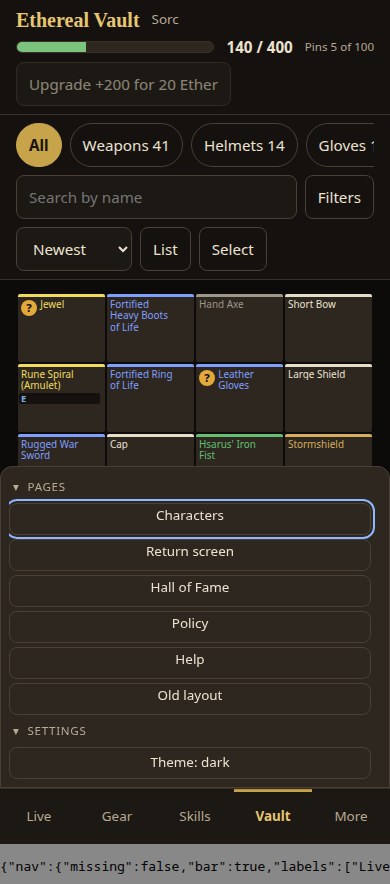 Ethereal Vault Sorc
140 / 400 Pins 5 of 100
Upgrade +200 for 20 Ether
All Weapons 41 Helmets 14 Gloves
Search by name Filters
Newest List Select
? Jewel
Fortified Heavy Boots of Life
Hand Axe
Short Bow
Rune Spiral (Amulet)
E
Fortified Ring of Life
? Leather Gloves
Large Shield
Rugged War Sword
Cap
Hsarus' Iron Fist
Stormshield
▼ PAGES
Characters
Return screen
Hall of Fame
Policy
Help
Old layout
▼ SETTINGS
Theme: dark
Live Gear Skills Vault More
{"nav":{"missing":false,"bar":true,"labels":["Live